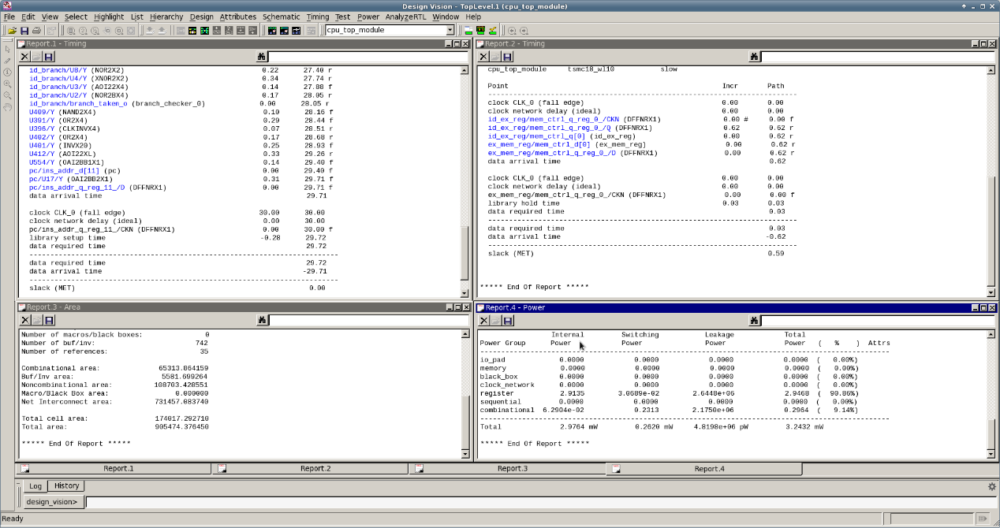 Design Vision - TopLevel.1 (cpu_top_module)
File Edit View Select Highlight List Hierarchy Design Attributes Schematic Timing Test Power AnalyzeRTL Window Help
cpu_top_module
Report.1 - Timing
id_branch/U8/Y (NOR2X2) 0.22 27.40 r
id_branch/U4/Y (XNOR2X2) 0.34 27.74 r
id_branch/U3/Y (AOI22X4) 0.14 27.88 f
id_branch/U2/Y (NOR2BX4) 0.17 28.05 r
id_branch/branch_taken_o (branch_checker_0) 0.00 28.05 r
U409/Y (NAND2X4) 0.10 28.16 f
U391/Y (OR2X4) 0.29 28.44 f
U396/Y (CLKINVX4) 0.07 28.51 r
U402/Y (OR2X4) 0.17 28.68 r
U401/Y (INVX20) 0.25 28.93 f
U412/Y (AOI22XL) 0.33 29.26 r
U554/Y (OAI2BB1X1) 0.14 29.40 f
pc/ins_addr_d[11] (pc) 0.00 29.40 f
pc/U17/Y (OAI2BB2X1) 0.31 29.71 f
pc/ins_addr_q_reg_11_/D (DFFNRX1) 0.00 29.71 f
data arrival time 29.71
clock CLK_0 (fall edge) 30.00 30.00
clock network delay (ideal) 0.00 30.00
pc/ins_addr_q_reg_11_/CKN (DFFNRX1) 0.00 30.00 f
library setup time -0.28 29.72
data required time 29.72
data required time 29.72
data arrival time -29.71
slack (MET) 0.00
Report.2 - Timing
cpu_top_module tsmc18_wl10 slow
Point Incr Path
clock CLK_0 (fall edge) 0.00 0.00
clock network delay (ideal) 0.00 0.00
id_ex_reg/mem_ctrl_q_reg_0_/CKN (DFFNRX1) 0.00 # 0.00 f
id_ex_reg/mem_ctrl_q_reg_0_/Q (DFFNRX1) 0.62 0.62 r
id_ex_reg/mem_ctrl_q[0] (id_ex_reg) 0.00 0.62 r
ex_mem_reg/mem_ctrl_d[0] (ex_mem_reg) 0.00 0.62 r
ex_mem_reg/mem_ctrl_q_reg_0_/D (DFFNRX1) 0.00 0.62 r
data arrival time 0.62
clock CLK_0 (fall edge) 0.00 0.00
clock network delay (ideal) 0.00 0.00
ex_mem_reg/mem_ctrl_q_reg_0_/CKN (DFFNRX1) 0.00 0.00 f
library hold time 0.03 0.03
data required time 0.03
data required time 0.03
data arrival time -0.62
slack (MET) 0.59
***** End Of Report *****
Report.3 - Area
Number of macros/black boxes: 0
Number of buf/inv: 742
Number of references: 35
Combinational area: 65313.864159
Buf/Inv area: 5581.699264
Noncombinational area: 108703.428551
Macro/Black Box area: 0.000000
Net Interconnect area: 731457.083740
Total cell area: 174017.292710
Total area: 905474.376450
***** End Of Report *****
Report.4 - Power
Internal Switching Leakage Total
Power Group Power Power Power Power ( % ) Attrs
io_pad 0.0000 0.0000 0.0000 0.0000 ( 0.00%)
memory 0.0000 0.0000 0.0000 0.0000 ( 0.00%)
black_box 0.0000 0.0000 0.0000 0.0000 ( 0.00%)
clock_network 0.0000 0.0000 0.0000 0.0000 ( 0.00%)
register 2.9135 3.0689e-02 2.6448e+06 2.9468 ( 90.86%)
sequential 0.0000 0.0000 0.0000 0.0000 ( 0.00%)
combinational 6.2904e-02 0.2313 2.1750e+06 0.2964 ( 9.14%)
Total 2.9764 mW 0.2620 mW 4.8198e+06 pW 3.2432 mW
***** End Of Report *****
Report.1 Report.2 Report.3 Report.4
Log History
design_vision>
Ready